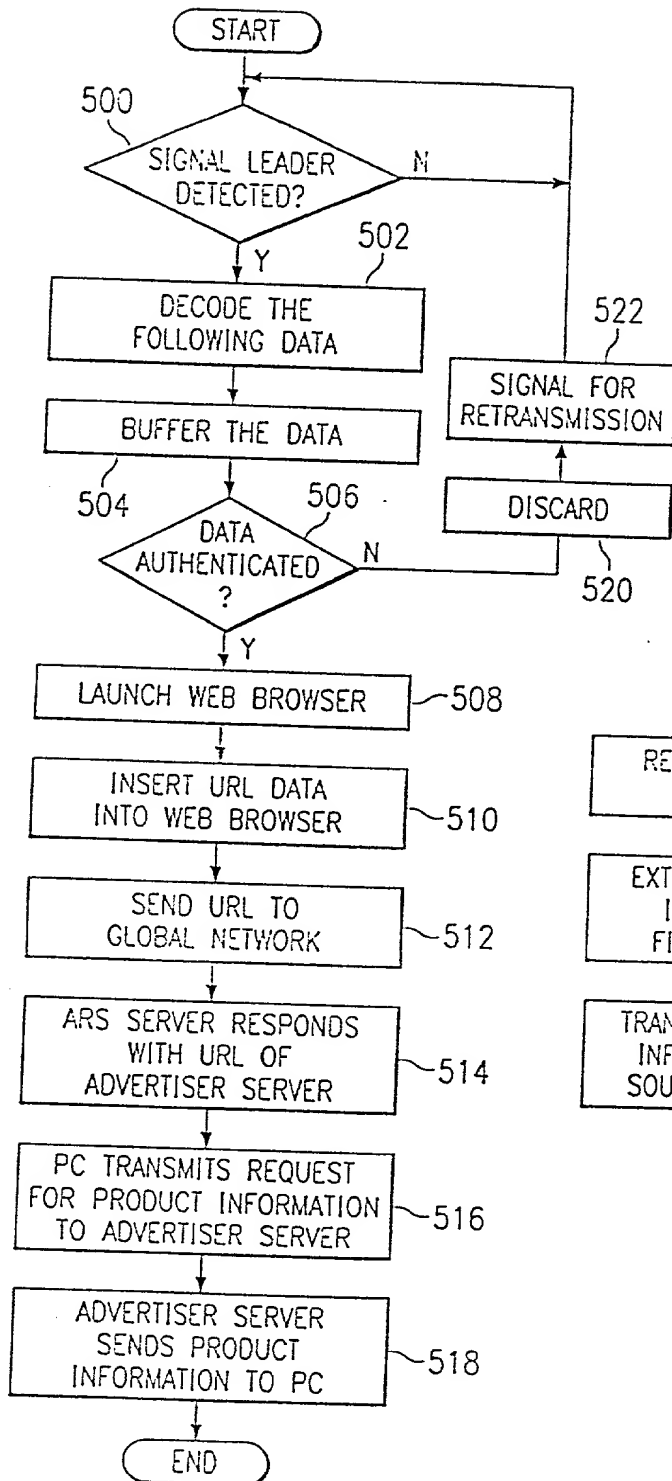 START
500
SIGNAL LEADER
DETECTED?
N
Y
502
DECODE THE
FOLLOWING DATA
522
SIGNAL FOR
RETRANSMISSION
BUFFER THE DATA
504
506
DATA
AUTHENTICATED
?
N
Y
DISCARD
520
LAUNCH WEB BROWSER
508
INSERT URL DATA
INTO WEB BROWSER
510
SEND URL TO
GLOBAL NETWORK
512
ARS SERVER RESPONDS
WITH URL OF
ADVERTISER SERVER
514
PC TRANSMITS REQUEST
FOR PRODUCT INFORMATION
TO ADVERTISER SERVER
516
ADVERTISER SERVER
SENDS PRODUCT
INFORMATION TO PC
518
END